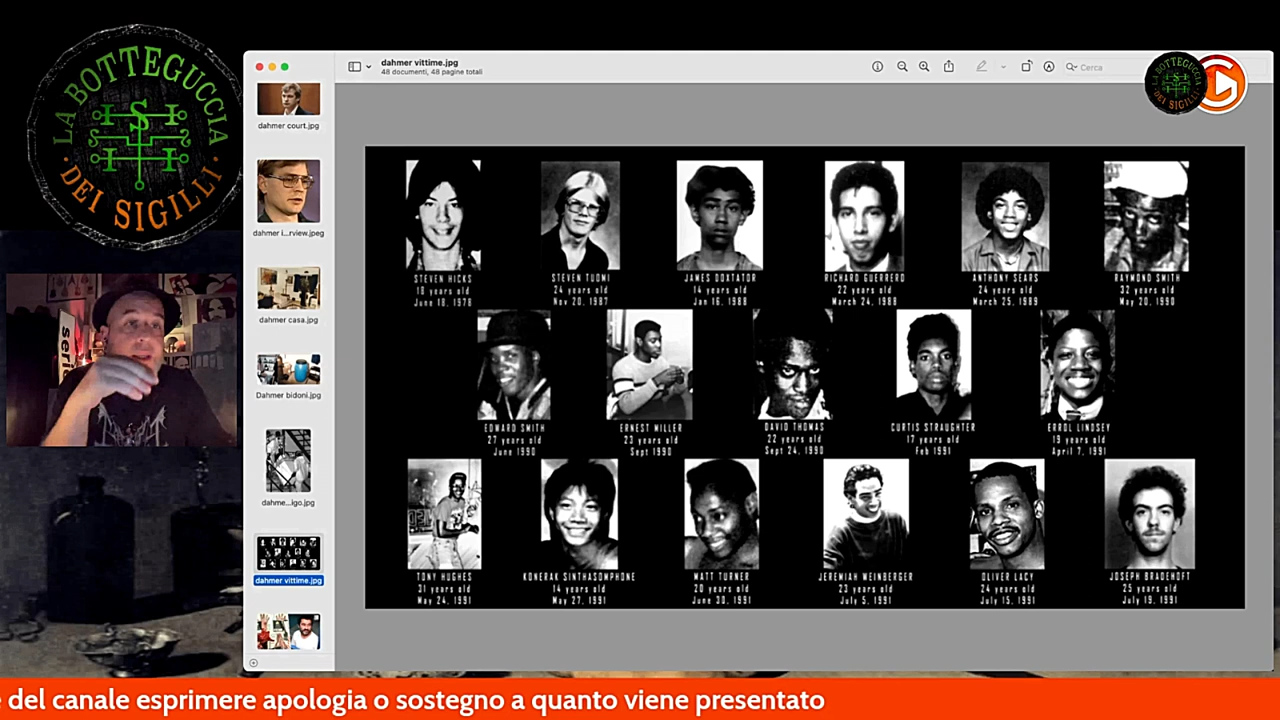 LA BOTTEGUCCIA
DEI SIGILLI
dahmer vittime.jpg
48 documenti, 48 pagine totali
Cerca
LA BOTTEGUCCIA
DEI SIGILLI
dahmer court.jpg
dahmer i...rview.jpeg
dahmer casa.jpg
Dahmer bidoni.jpg
dahme...igo.jpg
dahmer vittime.jpg
STEVEN HICKS
18 years old
June 18, 1978
STEVEN TUOMI
24 years old
Nov 20, 1987
JAMES DOXTATOR
14 years old
Jan 16, 1988
RICHARD GUERRERO
22 years old
March 24, 1988
ANTHONY SEARS
24 years old
March 25, 1989
RAYMOND SMITH
32 years old
May 20, 1990
EDWARD SMITH
27 years old
June 1990
ERNEST MILLER
23 years old
Sept 1990
DAVID THOMAS
22 years old
Sept 24, 1990
CURTIS STRAUGHTER
17 years old
Feb 1991
ERROL LINDSEY
19 years old
April 7, 1991
TONY HUGHES
31 years old
May 24, 1991
KONERAK SINTHASOMPHONE
14 years old
May 27, 1991
MATT TURNER
20 years old
June 30, 1991
JEREMIAH WEINBERGER
23 years old
July 5, 1991
OLIVER LACY
24 years old
July 15, 1991
JOSEPH BRADEHOFT
25 years old
July 19, 1991
del canale esprimere apologia o sostegno a quanto viene presentato